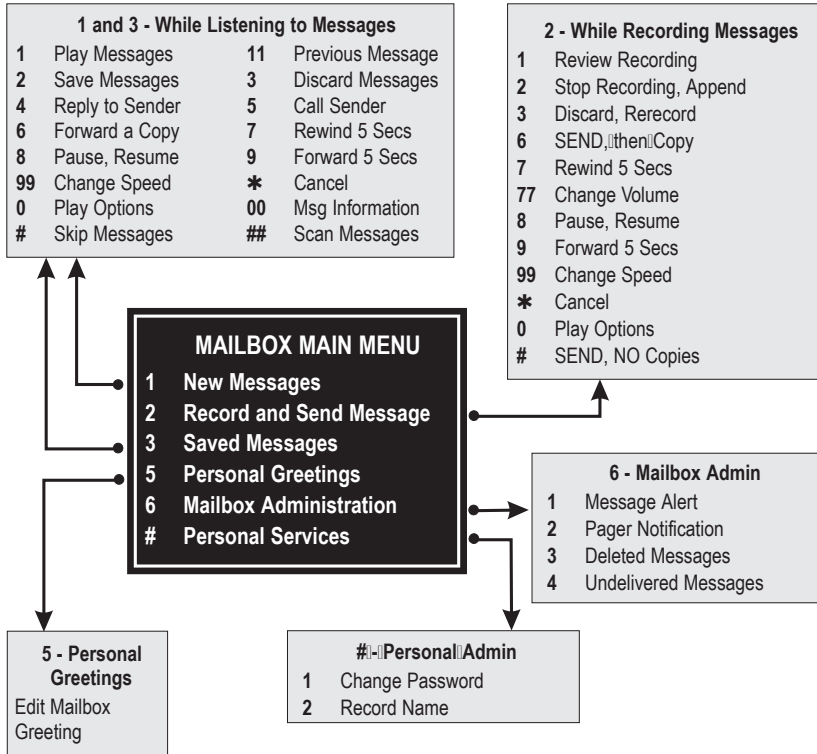 1 and 3 - While Listening to Messages
1 Play Messages 11 Previous Message
2 Save Messages 3 Discard Messages
4 Reply to Sender 5 Call Sender
6 Forward a Copy 7 Rewind 5 Secs
8 Pause, Resume 9 Forward 5 Secs
99 Change Speed ✱ Cancel
0 Play Options 00 Msg Information
# Skip Messages ## Scan Messages
2 - While Recording Messages
1 Review Recording
2 Stop Recording, Append
3 Discard, Rerecord
6 SEND,▯then▯Copy
7 Rewind 5 Secs
77 Change Volume
8 Pause, Resume
9 Forward 5 Secs
99 Change Speed
✱ Cancel
0 Play Options
# SEND, NO Copies
MAILBOX MAIN MENU
1 New Messages
2 Record and Send Message
3 Saved Messages
5 Personal Greetings
6 Mailbox Administration
# Personal Services
6 - Mailbox Admin
1 Message Alert
2 Pager Notification
3 Deleted Messages
4 Undelivered Messages
5 - Personal
Greetings
Edit Mailbox
Greeting
#▯-▯Personal▯Admin
1 Change Password
2 Record Name